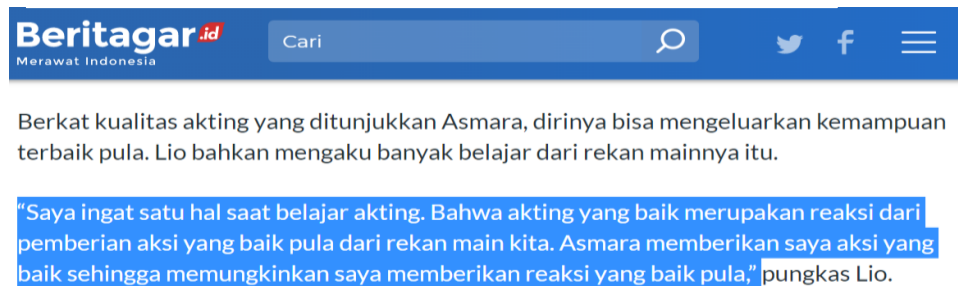 Beritagar.id
Merawat Indonesia
Cari
Berkat kualitas akting yang ditunjukkan Asmara, dirinya bisa mengeluarkan kemampuan
terbaik pula. Lio bahkan mengaku banyak belajar dari rekan mainnya itu.
“Saya ingat satu hal saat belajar akting. Bahwa akting yang baik merupakan reaksi dari
pemberian aksi yang baik pula dari rekan main kita. Asmara memberikan saya aksi yang
baik sehingga memungkinkan saya memberikan reaksi yang baik pula,” pungkas Lio.